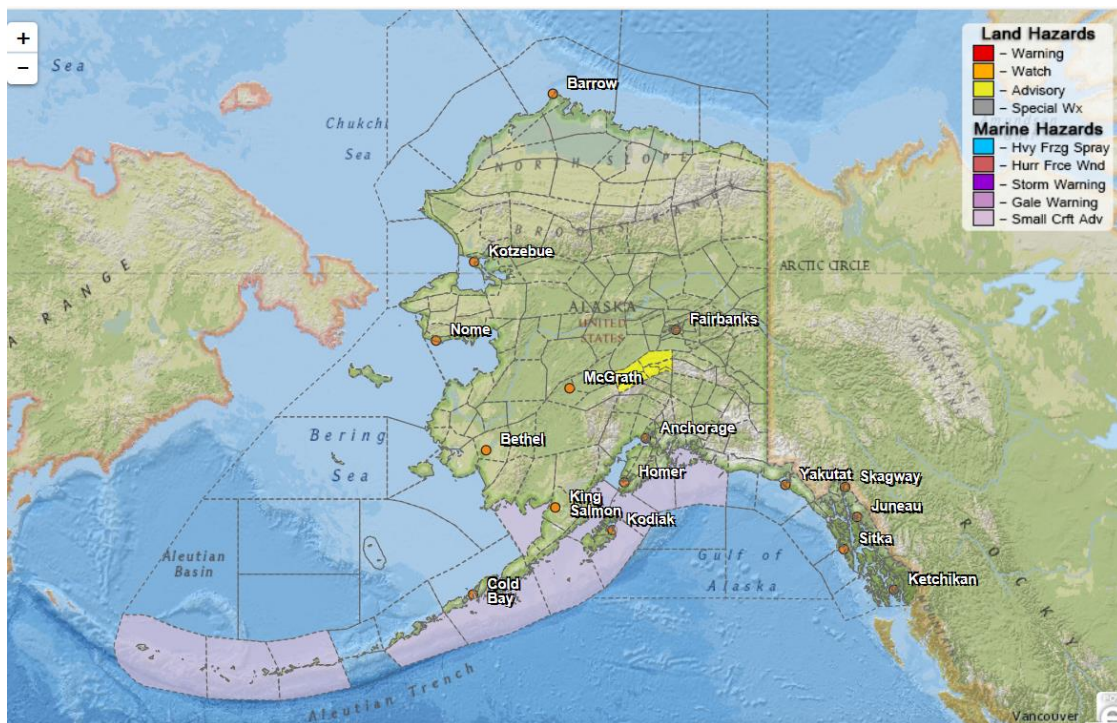 +
−
Sea
Chukchi
Sea
RANGE
Barrow
NORTH SLOPE
BROOKS RANGE
Kotzebue
ARCTIC CIRCLE
ALASKA
UNITED
STATES
Fairbanks
Nome
McGrath
Bering
Sea
Bethel
Anchorage
Homer
King
Salmon
Kodiak
Yakutat
Skagway
Juneau
Sitka
Ketchikan
Gulf of
Alaska
Aleutian
Basin
Cold
Bay
Aleutian Trench
MACKENZIE
ROCKY
Vancouver
Land Hazards
– Warning
– Watch
– Advisory
– Special Wx
Marine Hazards
– Hvy Frzg Spray
– Hurr Frce Wnd
– Storm Warning
– Gale Warning
– Small Crft Adv